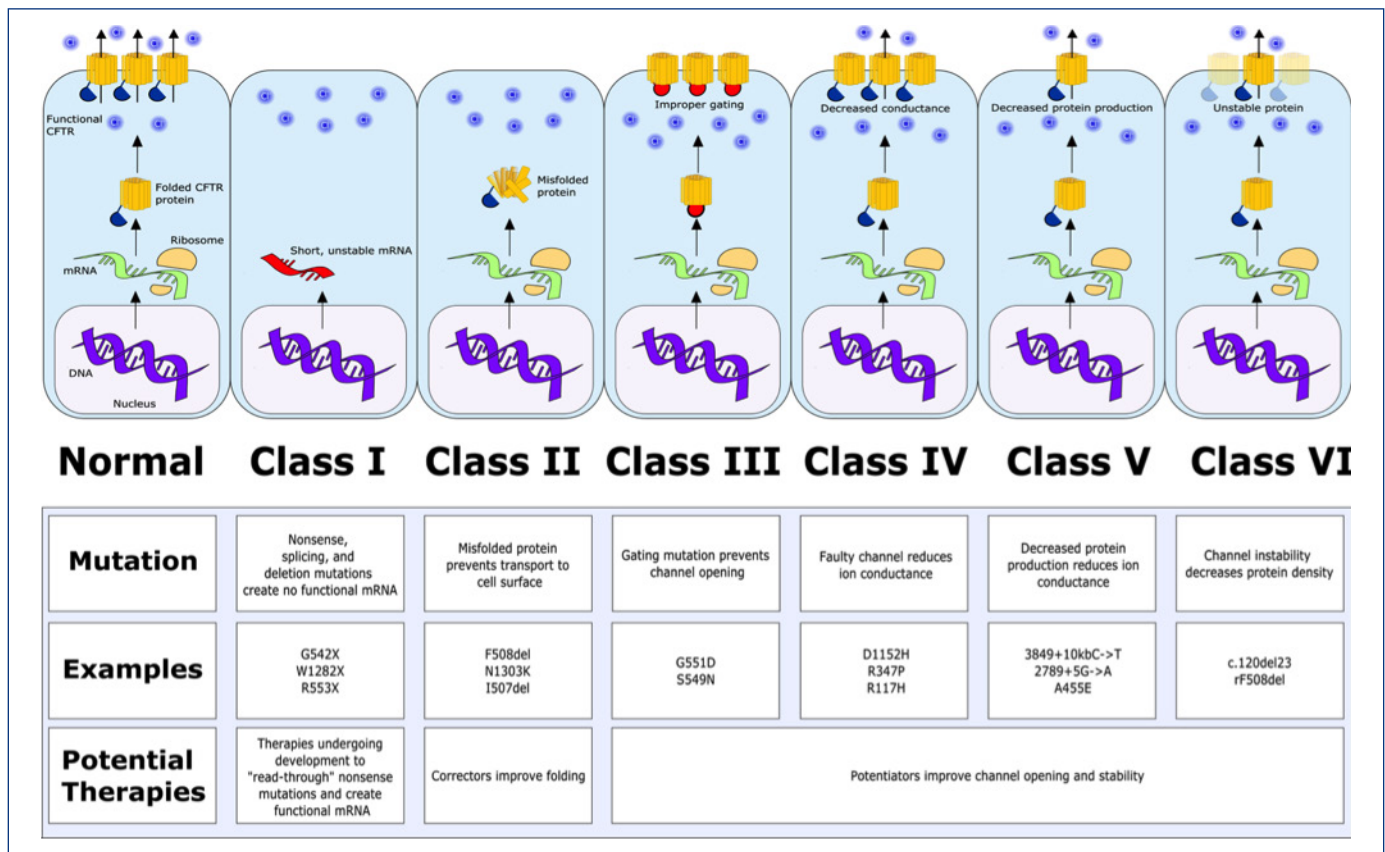 Improper gating
Decreased conductance
Decreased protein production
Unstable protein
Functional
CFTR
Folded CFTR
protein
Misfolded
protein
Ribosome
Short, unstable mRNA
mRNA
DNA
Nucleus
Normal
Class I
Class II
Class III
Class IV
Class V
Class VI
Mutation
Nonsense,
splicing, and
deletion mutations
create no functional mRNA
Misfolded protein
prevents transport to
cell surface
Gating mutation prevents
channel opening
Faulty channel reduces
ion conductance
Decreased protein
production reduces ion
conductance
Channel instability
decreases protein density
Examples
G542X
W1282X
R553X
F508del
N1303K
I507del
G551D
S549N
D1152H
R347P
R117H
3849+10kbC->T
2789+5G->A
A455E
c.120del23
rF508del
Potential
Therapies
Therapies undergoing
development to
"read-through" nonsense
mutations and create
functional mRNA
Correctors improve folding
Potentiators improve channel opening and stability